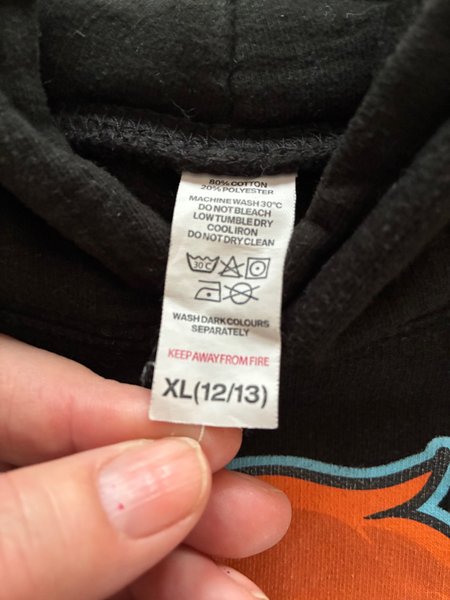 80% COTTON
20% POLYESTER
MACHINE WASH 30°C
DO NOT BLEACH
LOW TUMBLE DRY
COOL IRON
DO NOT DRY CLEAN
30°C
WASH DARK COLOURS
SEPARATELY
KEEP AWAY FROM FIRE
XL(12/13)